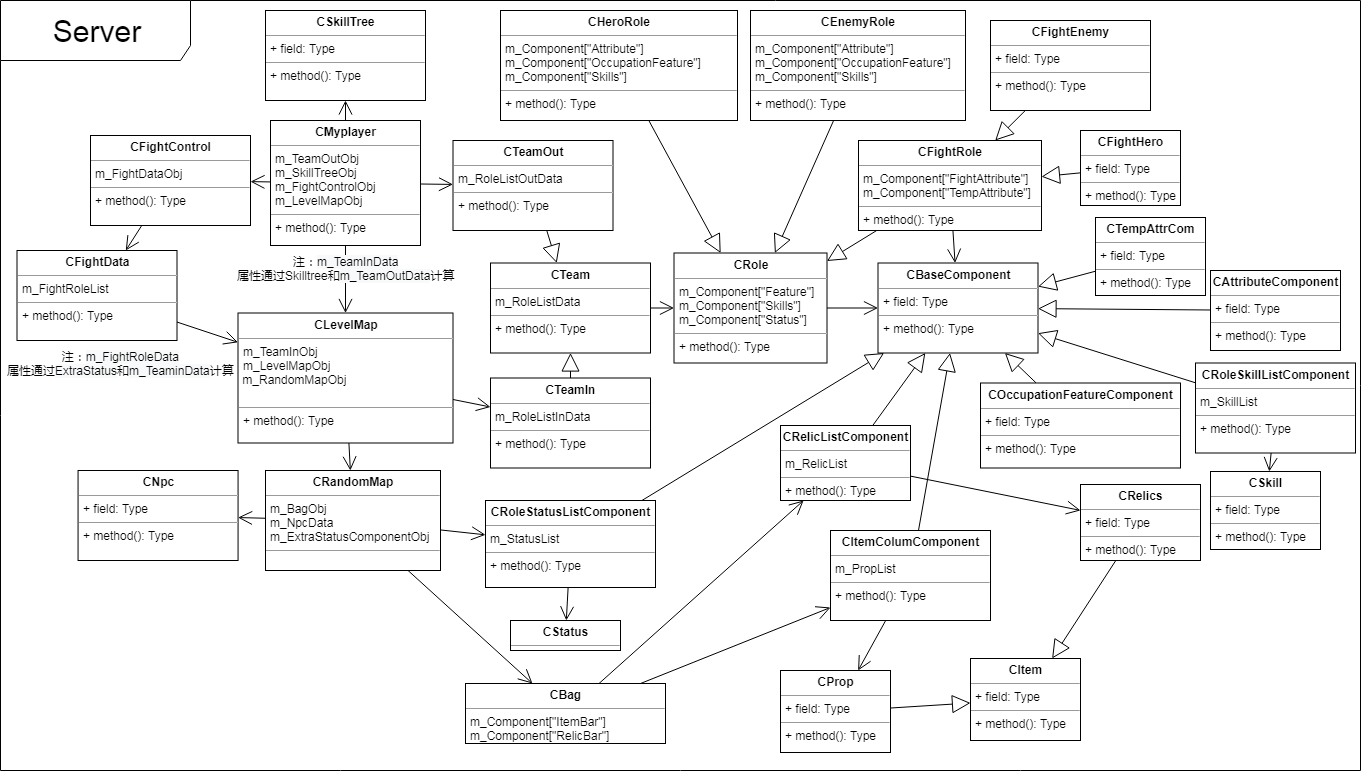 Server
CSkillTree
+ field: Type
+ method(): Type
CHeroRole
m_Component["Attribute"]
m_Component["OccupationFeature"]
m_Component["Skills"]
+ method(): Type
CEnemyRole
m_Component["Attribute"]
m_Component["OccupationFeature"]
m_Component["Skills"]
+ method(): Type
CFightEnemy
+ field: Type
+ method(): Type
CFightControl
m_FightDataObj
+ method(): Type
CMyplayer
m_TeamOutObj
m_SkillTreeObj
m_FightControlObj
m_LevelMapObj
+ method(): Type
CTeamOut
m_RoleListOutData
+ method(): Type
CFightRole
m_Component["FightAttribute"]
m_Component["TempAttribute"]
+ method(): Type
CFightHero
+ field: Type
+ method(): Type
CTempAttrCom
+ field: Type
+ method(): Type
CFightData
m_FightRoleList
+ method(): Type
注：m_TeamInData
属性通过Skilltree和m_TeamOutData计算
CTeam
m_RoleListData
+ method(): Type
CRole
m_Component["Feature"]
m_Component["Skills"]
m_Component["Status"]
+ method(): Type
CBaseComponent
+ field: Type
+ method(): Type
CAttributeComponent
+ field: Type
+ method(): Type
注：m_FightRoleData
属性通过ExtraStatus和m_TeaminData计算
CLevelMap
m_TeamInObj
m_LevelMapObj
m_RandomMapObj
+ method(): Type
CTeamIn
m_RoleListInData
+ method(): Type
COccupationFeatureComponent
+ field: Type
+ method(): Type
CRoleSkillListComponent
m_SkillList
+ method(): Type
CRelicListComponent
m_RelicList
+ method(): Type
CNpc
+ field: Type
+ method(): Type
CRandomMap
m_BagObj
m_NpcData
m_ExtraStatusComponentObj
CRoleStatusListComponent
m_StatusList
+ method(): Type
CRelics
+ field: Type
+ method(): Type
CSkill
+ field: Type
+ method(): Type
CItemColumComponent
m_PropList
+ method(): Type
CStatus
CBag
m_Component["ItemBar"]
m_Component["RelicBar"]
CProp
+ field: Type
+ method(): Type
CItem
+ field: Type
+ method(): Type